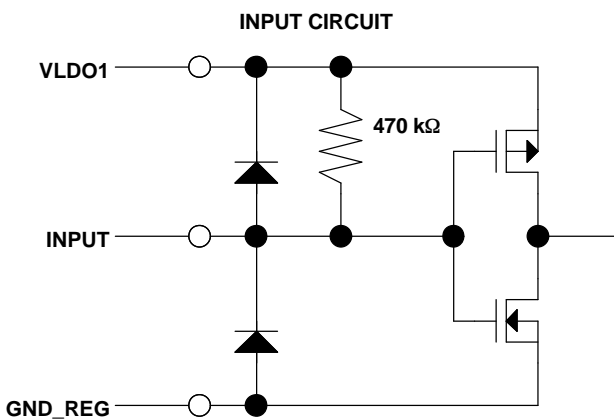 INPUT CIRCUIT
VLDO1
470 kΩ
INPUT
GND_REG